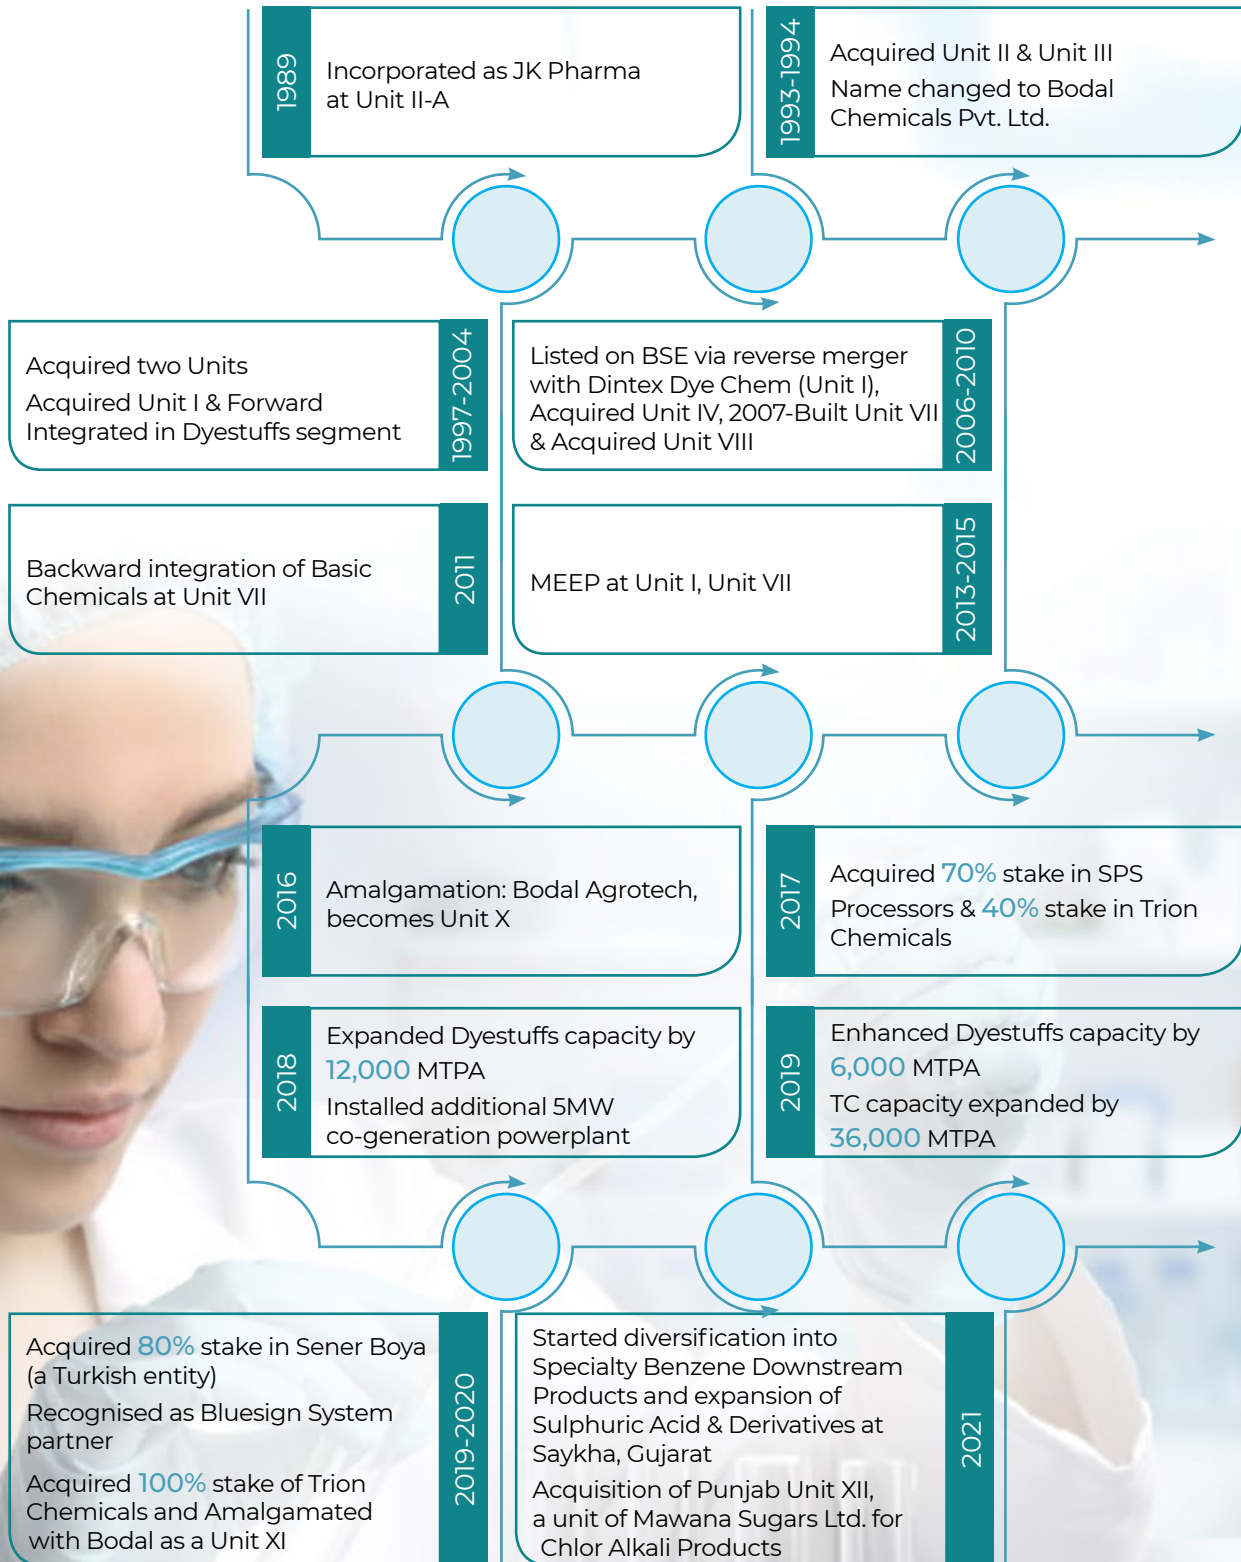 1989
Incorporated as JK Pharma
at Unit II-A
1993-1994
Acquired Unit II & Unit III
Name changed to Bodal
Chemicals Pvt. Ltd.
Acquired two Units
Acquired Unit I & Forward
Integrated in Dyestuffs segment
1997-2004
Listed on BSE via reverse merger
with Dintex Dye Chem (Unit I),
Acquired Unit IV, 2007-Built Unit VII
& Acquired Unit VIII
2006-2010
Backward integration of Basic
Chemicals at Unit VII
2011
MEEP at Unit I, Unit VII
2013-2015
2016
Amalgamation: Bodal Agrotech,
becomes Unit X
2017
Acquired 70% stake in SPS
Processors & 40% stake in Trion
Chemicals
2018
Expanded Dyestuffs capacity by
12,000 MTPA
Installed additional 5MW
co-generation powerplant
2019
Enhanced Dyestuffs capacity by
6,000 MTPA
TC capacity expanded by
36,000 MTPA
Acquired 80% stake in Sener Boya
(a Turkish entity)
Recognised as Bluesign System
partner
Acquired 100% stake of Trion
Chemicals and Amalgamated
with Bodal as a Unit XI
2019-2020
Started diversification into
Specialty Benzene Downstream
Products and expansion of
Sulphuric Acid & Derivatives at
Saykha, Gujarat
Acquisition of Punjab Unit XII,
a unit of Mawana Sugars Ltd. for
Chlor Alkali Products
2021